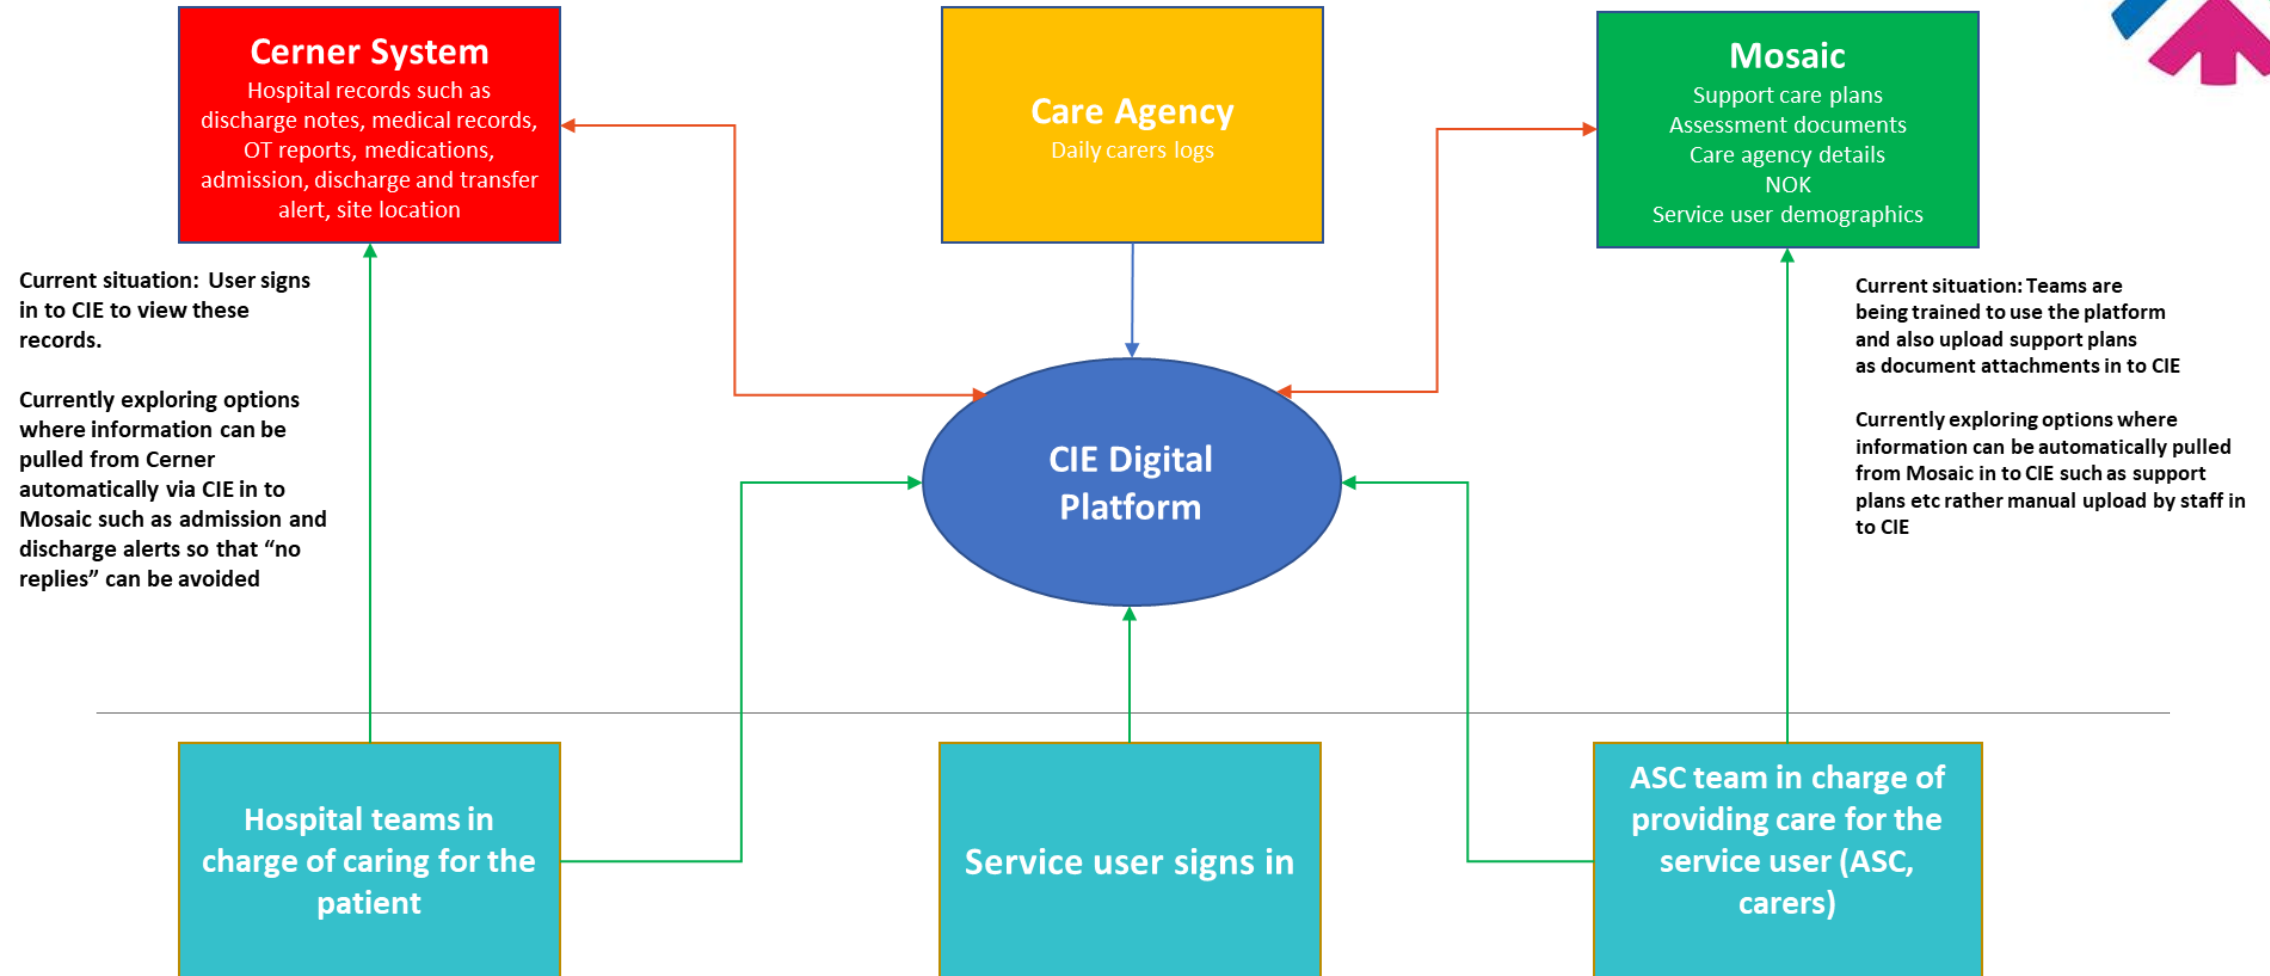 Cerner System
Hospital records such as
discharge notes, medical records,
OT reports, medications,
admission, discharge and transfer
alert, site location
Care Agency
Daily carers logs
Mosaic
Support care plans
Assessment documents
Care agency details
NOK
Service user demographics
Current situation: User signs
in to CIE to view these
records.
Currently exploring options
where information can be
pulled from Cerner
automatically via CIE in to
Mosaic such as admission and
discharge alerts so that “no
replies” can be avoided
Current situation: Teams are
being trained to use the platform
and also upload support plans
as document attachments in to CIE
Currently exploring options where
information can be automatically pulled
from Mosaic in to CIE such as support
plans etc rather manual upload by staff in
to CIE
CIE Digital
Platform
Hospital teams in
charge of caring for the
patient
Service user signs in
ASC team in charge of
providing care for the
service user (ASC,
carers)